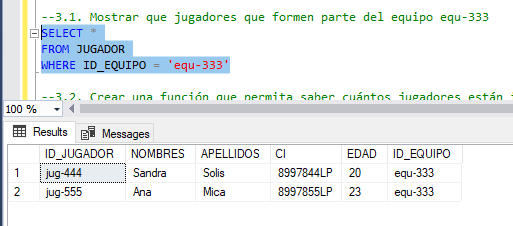 --3.1. Mostrar que jugadores que formen parte del equipo equ-333
SELECT *
FROM JUGADOR
WHERE ID_EQUIPO = 'equ-333'
--3.2. Crear una función que permita saber cuántos jugadores están
100 %
Results Messages
ID_JUGADOR NOMBRES APELLIDOS CI EDAD ID_EQUIPO
1 jug-444 Sandra Solis 8997844LP 20 equ-333
2 jug-555 Ana Mica 8997855LP 23 equ-333